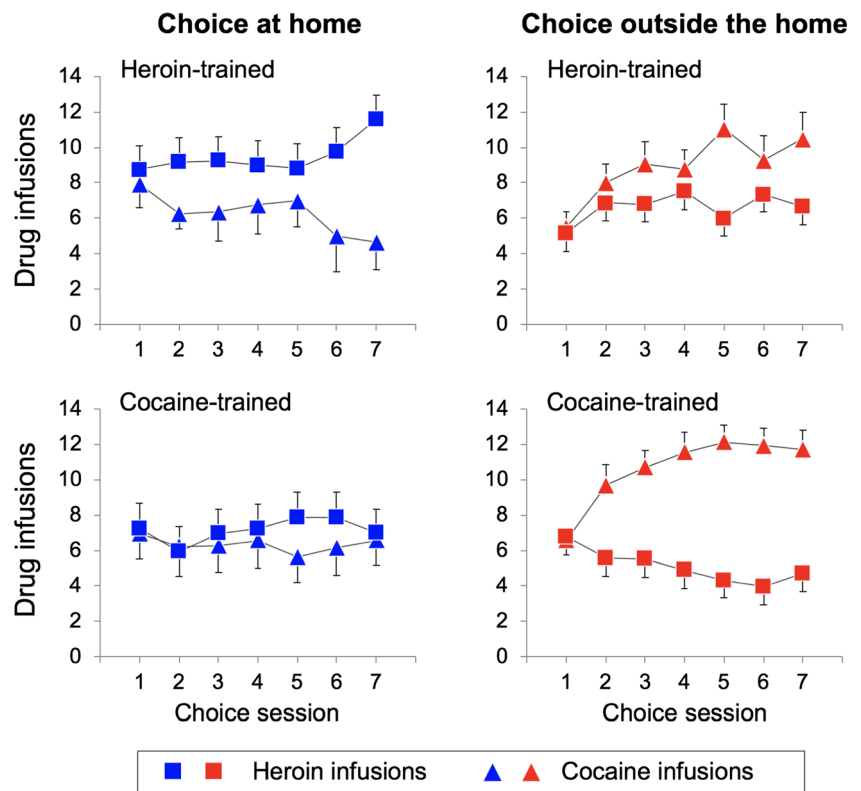 Choice at home
Choice outside the home
Heroin-trained
Heroin-trained
Drug infusions
14
12
10
8
6
4
2
0
1 2 3 4 5 6 7
14
12
10
8
6
4
2
0
1 2 3 4 5 6 7
Cocaine-trained
Cocaine-trained
Drug infusions
14
12
10
8
6
4
2
0
1 2 3 4 5 6 7
Choice session
14
12
10
8
6
4
2
0
1 2 3 4 5 6 7
Choice session
Heroin infusions
Cocaine infusions